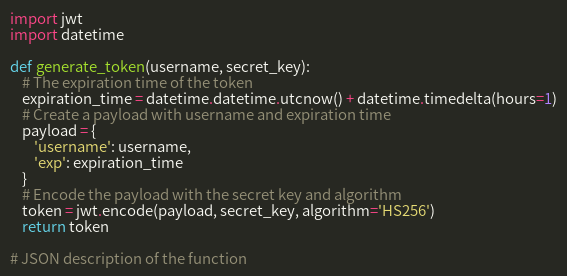 import jwt
import datetime

def generate_token(username, secret_key):
    # The expiration time of the token
    expiration_time = datetime.datetime.utcnow() + datetime.timedelta(hours=1)
    # Create a payload with username and expiration time
    payload = {
        'username': username,
        'exp': expiration_time
    }
    # Encode the payload with the secret key and algorithm
    token = jwt.encode(payload, secret_key, algorithm='HS256')
    return token

# JSON description of the function